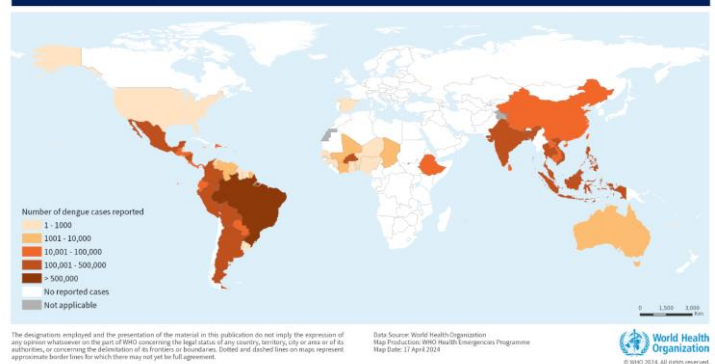 Number of dengue cases reported
1 - 1000
1001 - 10,000
10,001 - 100,000
100,001 - 500,000
> 500,000
No reported cases
Not applicable
0 1,500 3,000
Km
The designations employed and the presentation of the material in this publication do not imply the expression of
any opinion whatsoever on the part of WHO concerning the legal status of any country, territory, city or area or of its
authorities, or concerning the delimitation of its frontiers or boundaries. Dotted and dashed lines on maps represent
approximate border lines for which there may not yet be full agreement.
Data Source: World Health Organization
Map Production: WHO Health Emergencies Programme
Map Date: 17 April 2024
World Health
Organization
© WHO 2024. All rights reserved.